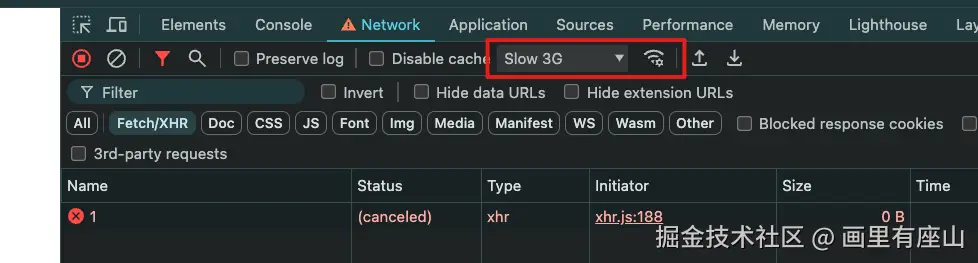 Elements Console Network Application Sources Performance Memory Lighthouse Lay
Preserve log Disable cache Slow 3G
Filter Invert Hide data URLs Hide extension URLs
All Fetch/XHR Doc CSS JS Font Img Media Manifest WS Wasm Other Blocked response cookies
3rd-party requests
Name Status Type Initiator Size Time
1 (canceled) xhr xhr.js:188 0 B
掘金技术社区 @ 画里有座山